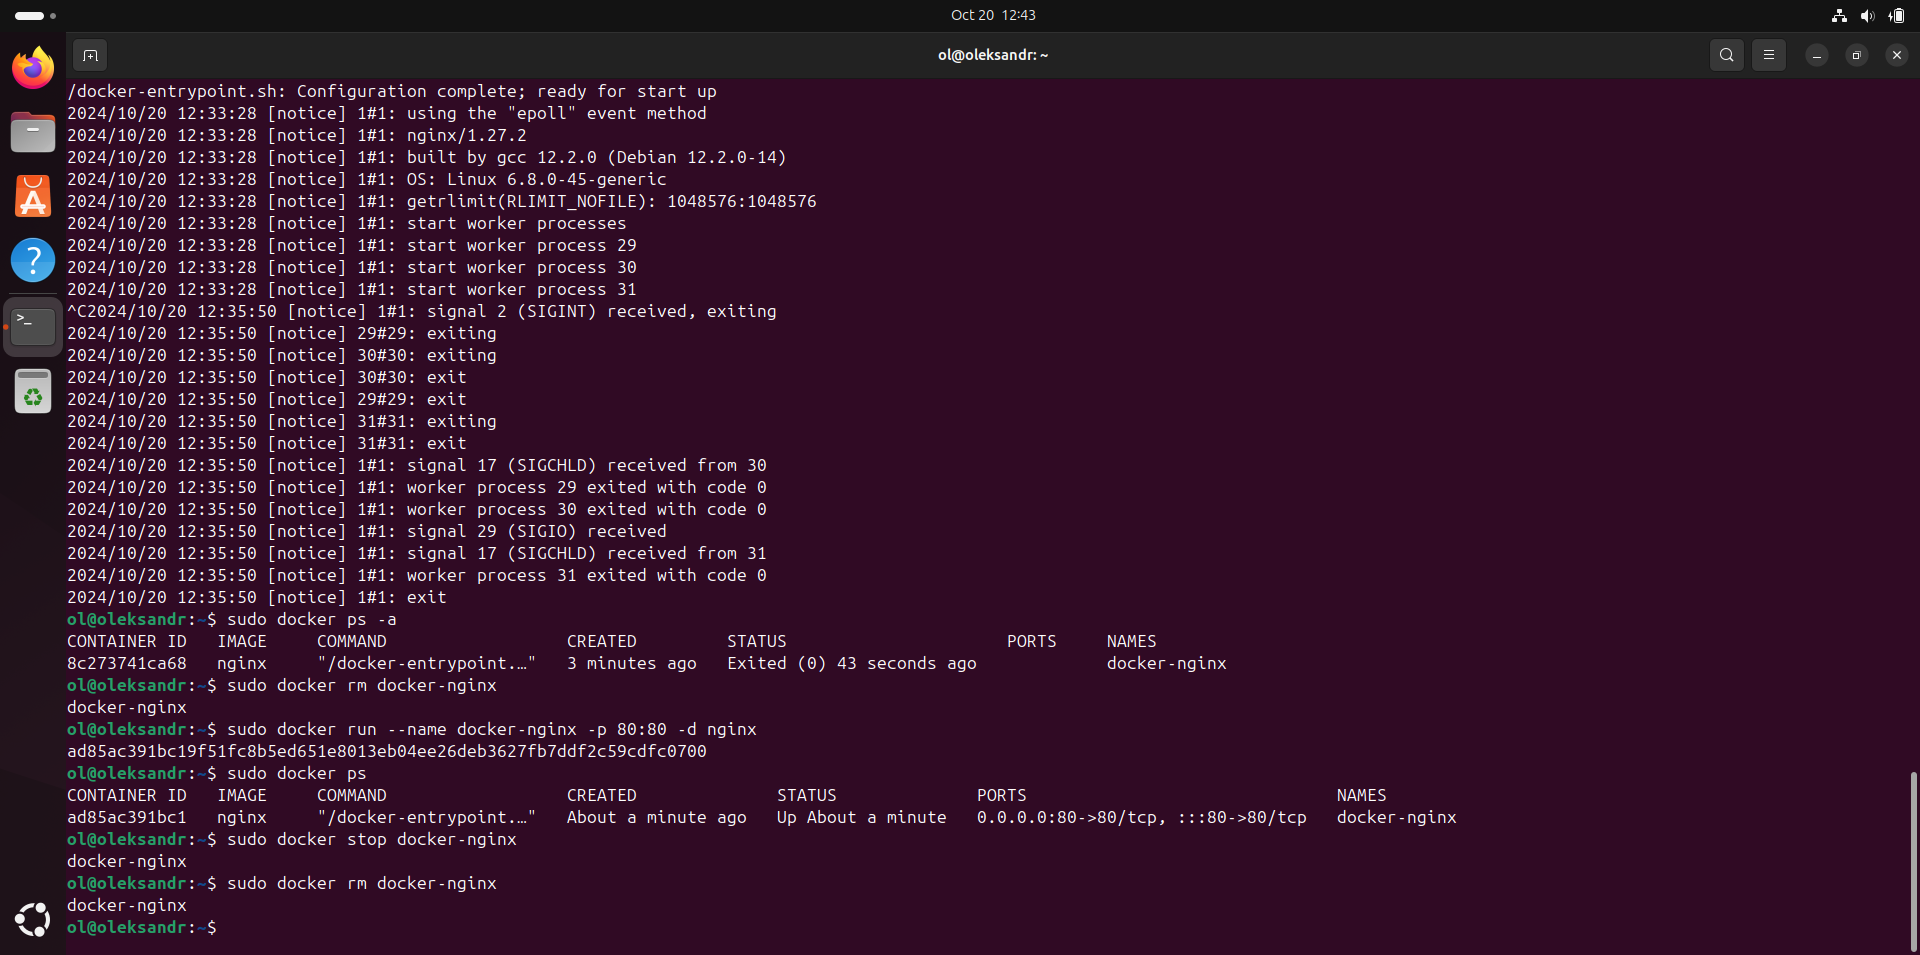 Oct 20 12:43
ol@oleksandr: ~
/docker-entrypoint.sh: Configuration complete; ready for start up
2024/10/20 12:33:28 [notice] 1#1: using the "epoll" event method
2024/10/20 12:33:28 [notice] 1#1: nginx/1.27.2
2024/10/20 12:33:28 [notice] 1#1: built by gcc 12.2.0 (Debian 12.2.0-14)
2024/10/20 12:33:28 [notice] 1#1: OS: Linux 6.8.0-45-generic
2024/10/20 12:33:28 [notice] 1#1: getrlimit(RLIMIT_NOFILE): 1048576:1048576
2024/10/20 12:33:28 [notice] 1#1: start worker processes
2024/10/20 12:33:28 [notice] 1#1: start worker process 29
2024/10/20 12:33:28 [notice] 1#1: start worker process 30
2024/10/20 12:33:28 [notice] 1#1: start worker process 31
^C2024/10/20 12:35:50 [notice] 1#1: signal 2 (SIGINT) received, exiting
2024/10/20 12:35:50 [notice] 29#29: exiting
2024/10/20 12:35:50 [notice] 30#30: exiting
2024/10/20 12:35:50 [notice] 30#30: exit
2024/10/20 12:35:50 [notice] 29#29: exit
2024/10/20 12:35:50 [notice] 31#31: exiting
2024/10/20 12:35:50 [notice] 31#31: exit
2024/10/20 12:35:50 [notice] 1#1: signal 17 (SIGCHLD) received from 30
2024/10/20 12:35:50 [notice] 1#1: worker process 29 exited with code 0
2024/10/20 12:35:50 [notice] 1#1: worker process 30 exited with code 0
2024/10/20 12:35:50 [notice] 1#1: signal 29 (SIGIO) received
2024/10/20 12:35:50 [notice] 1#1: signal 17 (SIGCHLD) received from 31
2024/10/20 12:35:50 [notice] 1#1: worker process 31 exited with code 0
2024/10/20 12:35:50 [notice] 1#1: exit
ol@oleksandr:~$ sudo docker ps -a
CONTAINER ID   IMAGE     COMMAND                  CREATED         STATUS                      PORTS     NAMES
8c273741ca68   nginx     "/docker-entrypoint.…"   3 minutes ago   Exited (0) 43 seconds ago             docker-nginx
ol@oleksandr:~$ sudo docker rm docker-nginx
docker-nginx
ol@oleksandr:~$ sudo docker run --name docker-nginx -p 80:80 -d nginx
ad85ac391bc19f51fc8b5ed651e8013eb04ee26deb3627fb7ddf2c59cdfc0700
ol@oleksandr:~$ sudo docker ps
CONTAINER ID   IMAGE     COMMAND                  CREATED              STATUS              PORTS                               NAMES
ad85ac391bc1   nginx     "/docker-entrypoint.…"   About a minute ago   Up About a minute   0.0.0.0:80->80/tcp, :::80->80/tcp   docker-nginx
ol@oleksandr:~$ sudo docker stop docker-nginx
docker-nginx
ol@oleksandr:~$ sudo docker rm docker-nginx
docker-nginx
ol@oleksandr:~$